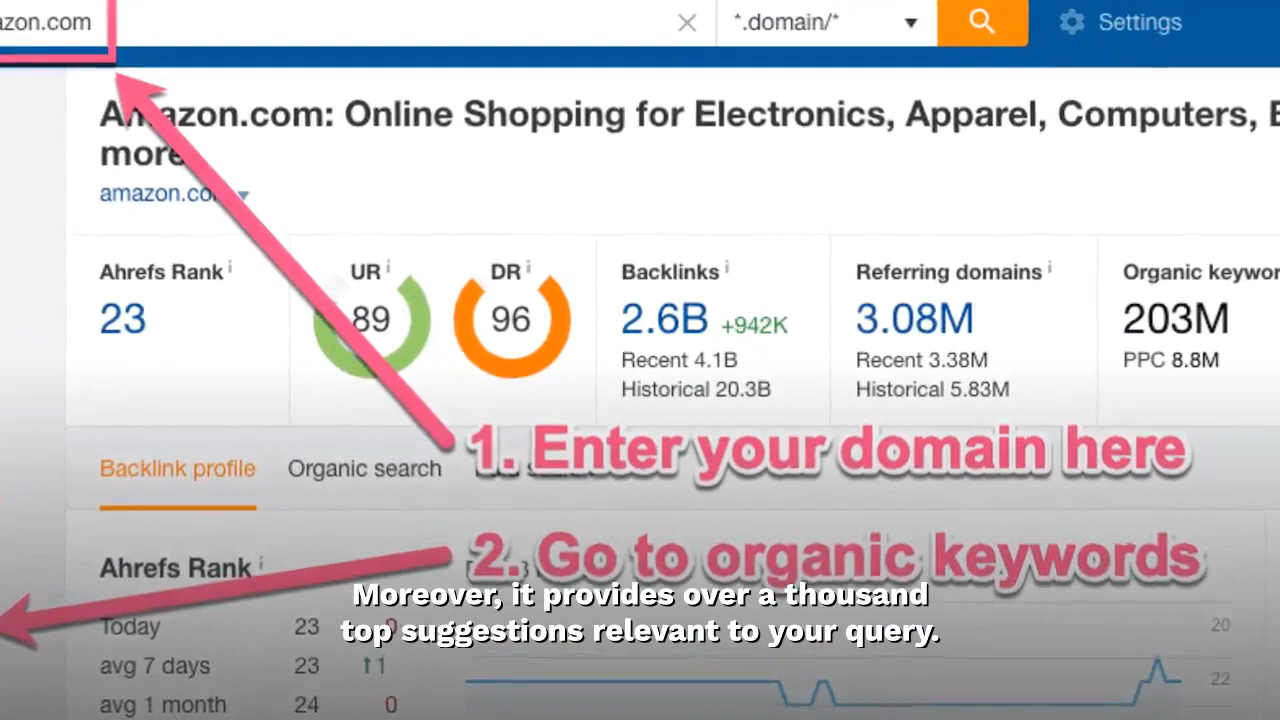 azon.com
*.domain/*
Settings
Amazon.com: Online Shopping for Electronics, Apparel, Computers,
more
amazon.co
Ahrefs Rank i
UR i
DR i
Backlinks i
Referring domains i
Organic keywor
23
89
96
2.6B +942K
3.08M
203M
Recent 4.1B
Recent 3.38M
PPC 8.8M
Historical 20.3B
Historical 5.83M
1. Enter your domain here
Backlink profile
Organic search
2. Go to organic keywords
Ahrefs Rank i
Moreover, it provides over a thousand
top suggestions relevant to your query.
Today 23 0
20
avg 7 days 23 ↑1
22
avg 1 month 24 0